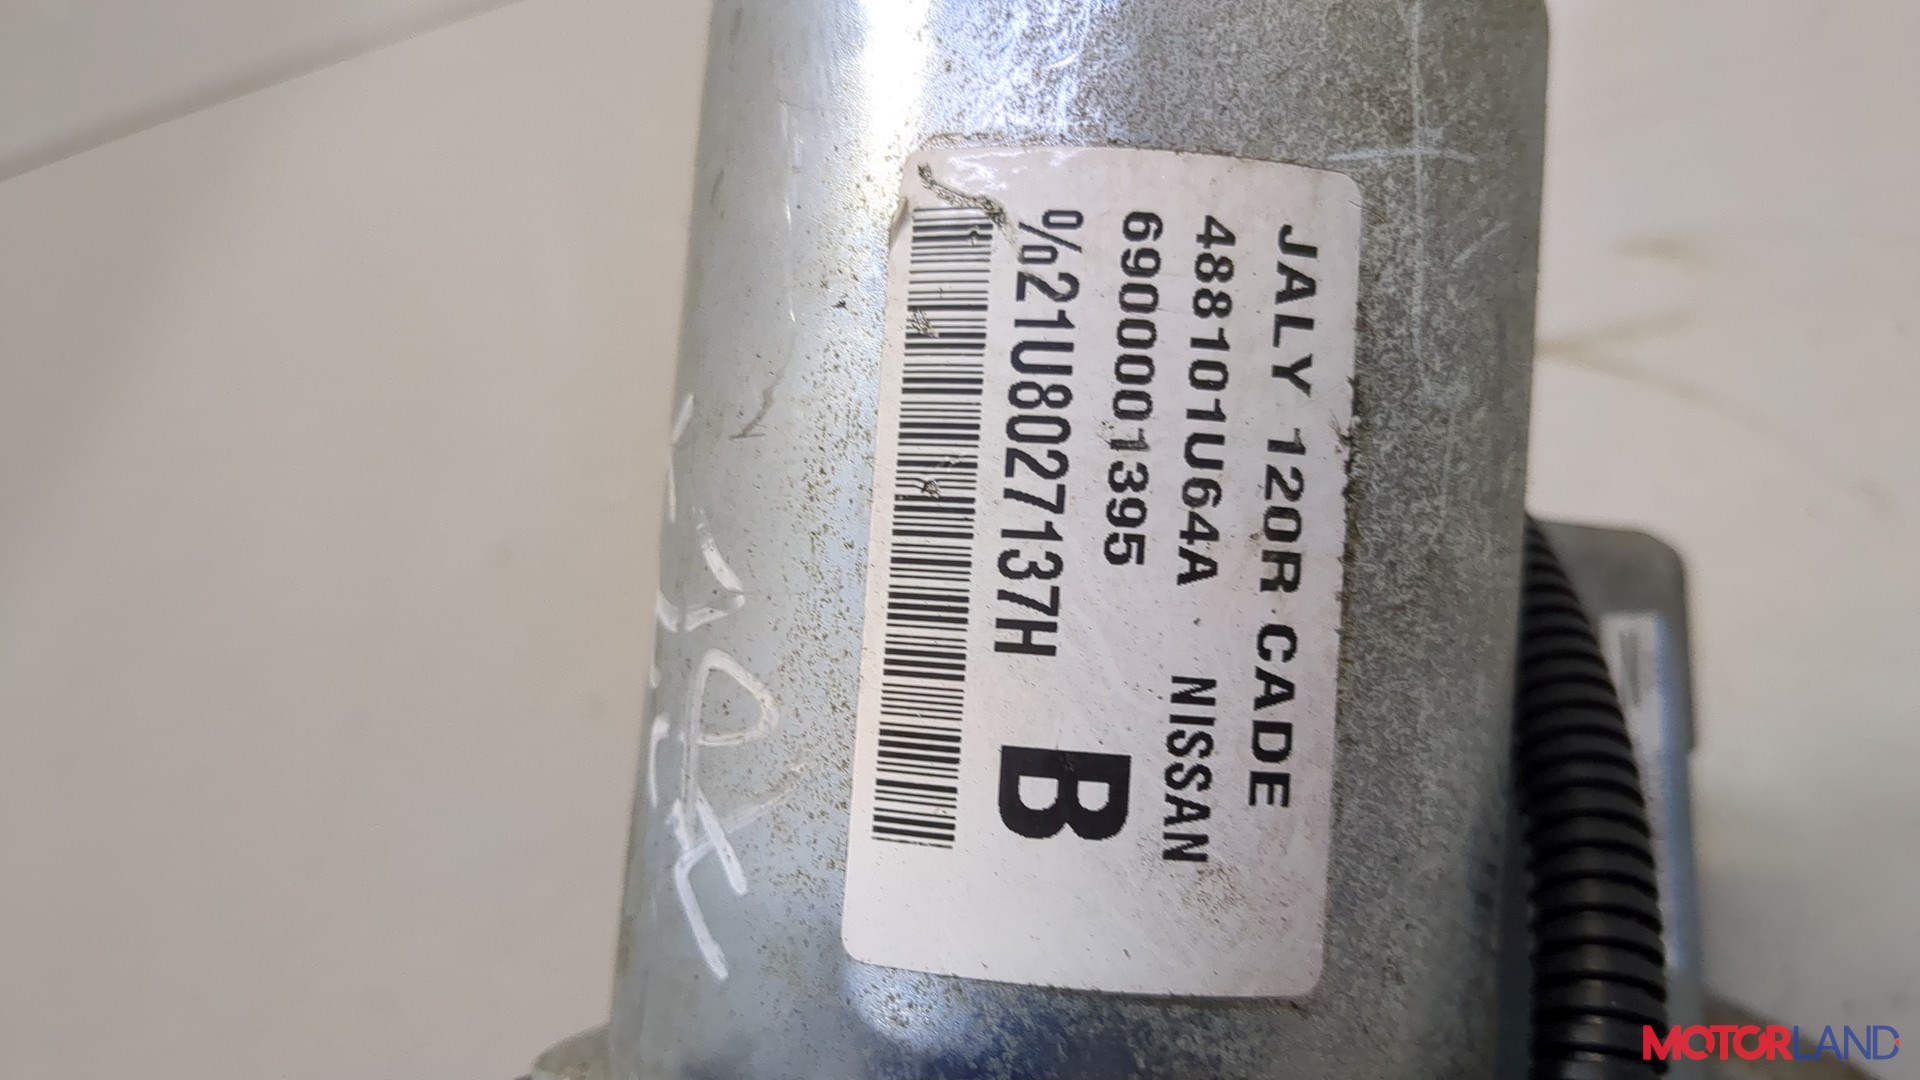 JALY 120R CADE
488101U64A NISSAN
6900001395
%21U8027137H B
MOTORLAND